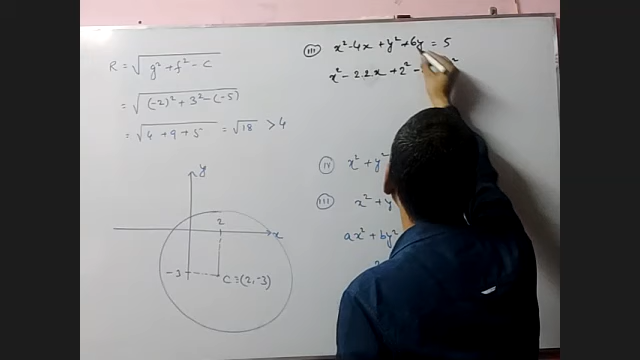 R = √(g² + f² - c)
= √((-2)² + 3² - (-5))
= √(4 + 9 + 5) = √18 > 4
y
2
x
-3
C ≡ (2, -3)
(iii) x² - 4x + y² + 6y = 5
x² - 2.2x + 2² -
(iv) x² + y²
(iii) x² + y
ax² + by²